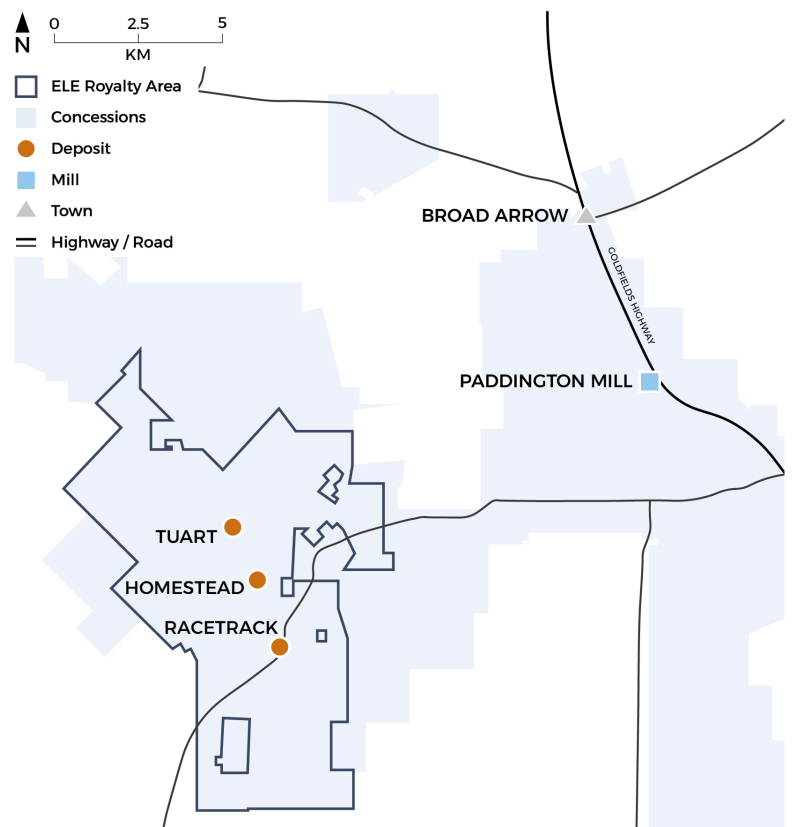 0 2.5 5
N
KM
ELE Royalty Area
Concessions
Deposit
Mill
Town
Highway / Road
BROAD ARROW
GOLDFIELDS HIGHWAY
PADDINGTON MILL
TUART
HOMESTEAD
RACETRACK